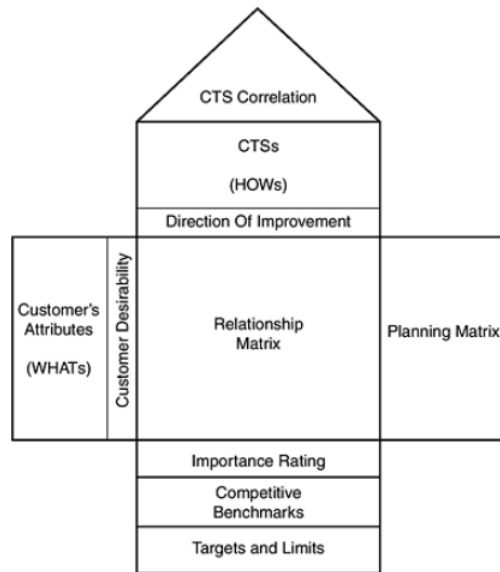 CTS Correlation
CTSs
(HOWs)
Direction Of Improvement
Customer's
Attributes
(WHATs)
Customer Desirability
Relationship
Matrix
Planning Matrix
Importance Rating
Competitive
Benchmarks
Targets and Limits